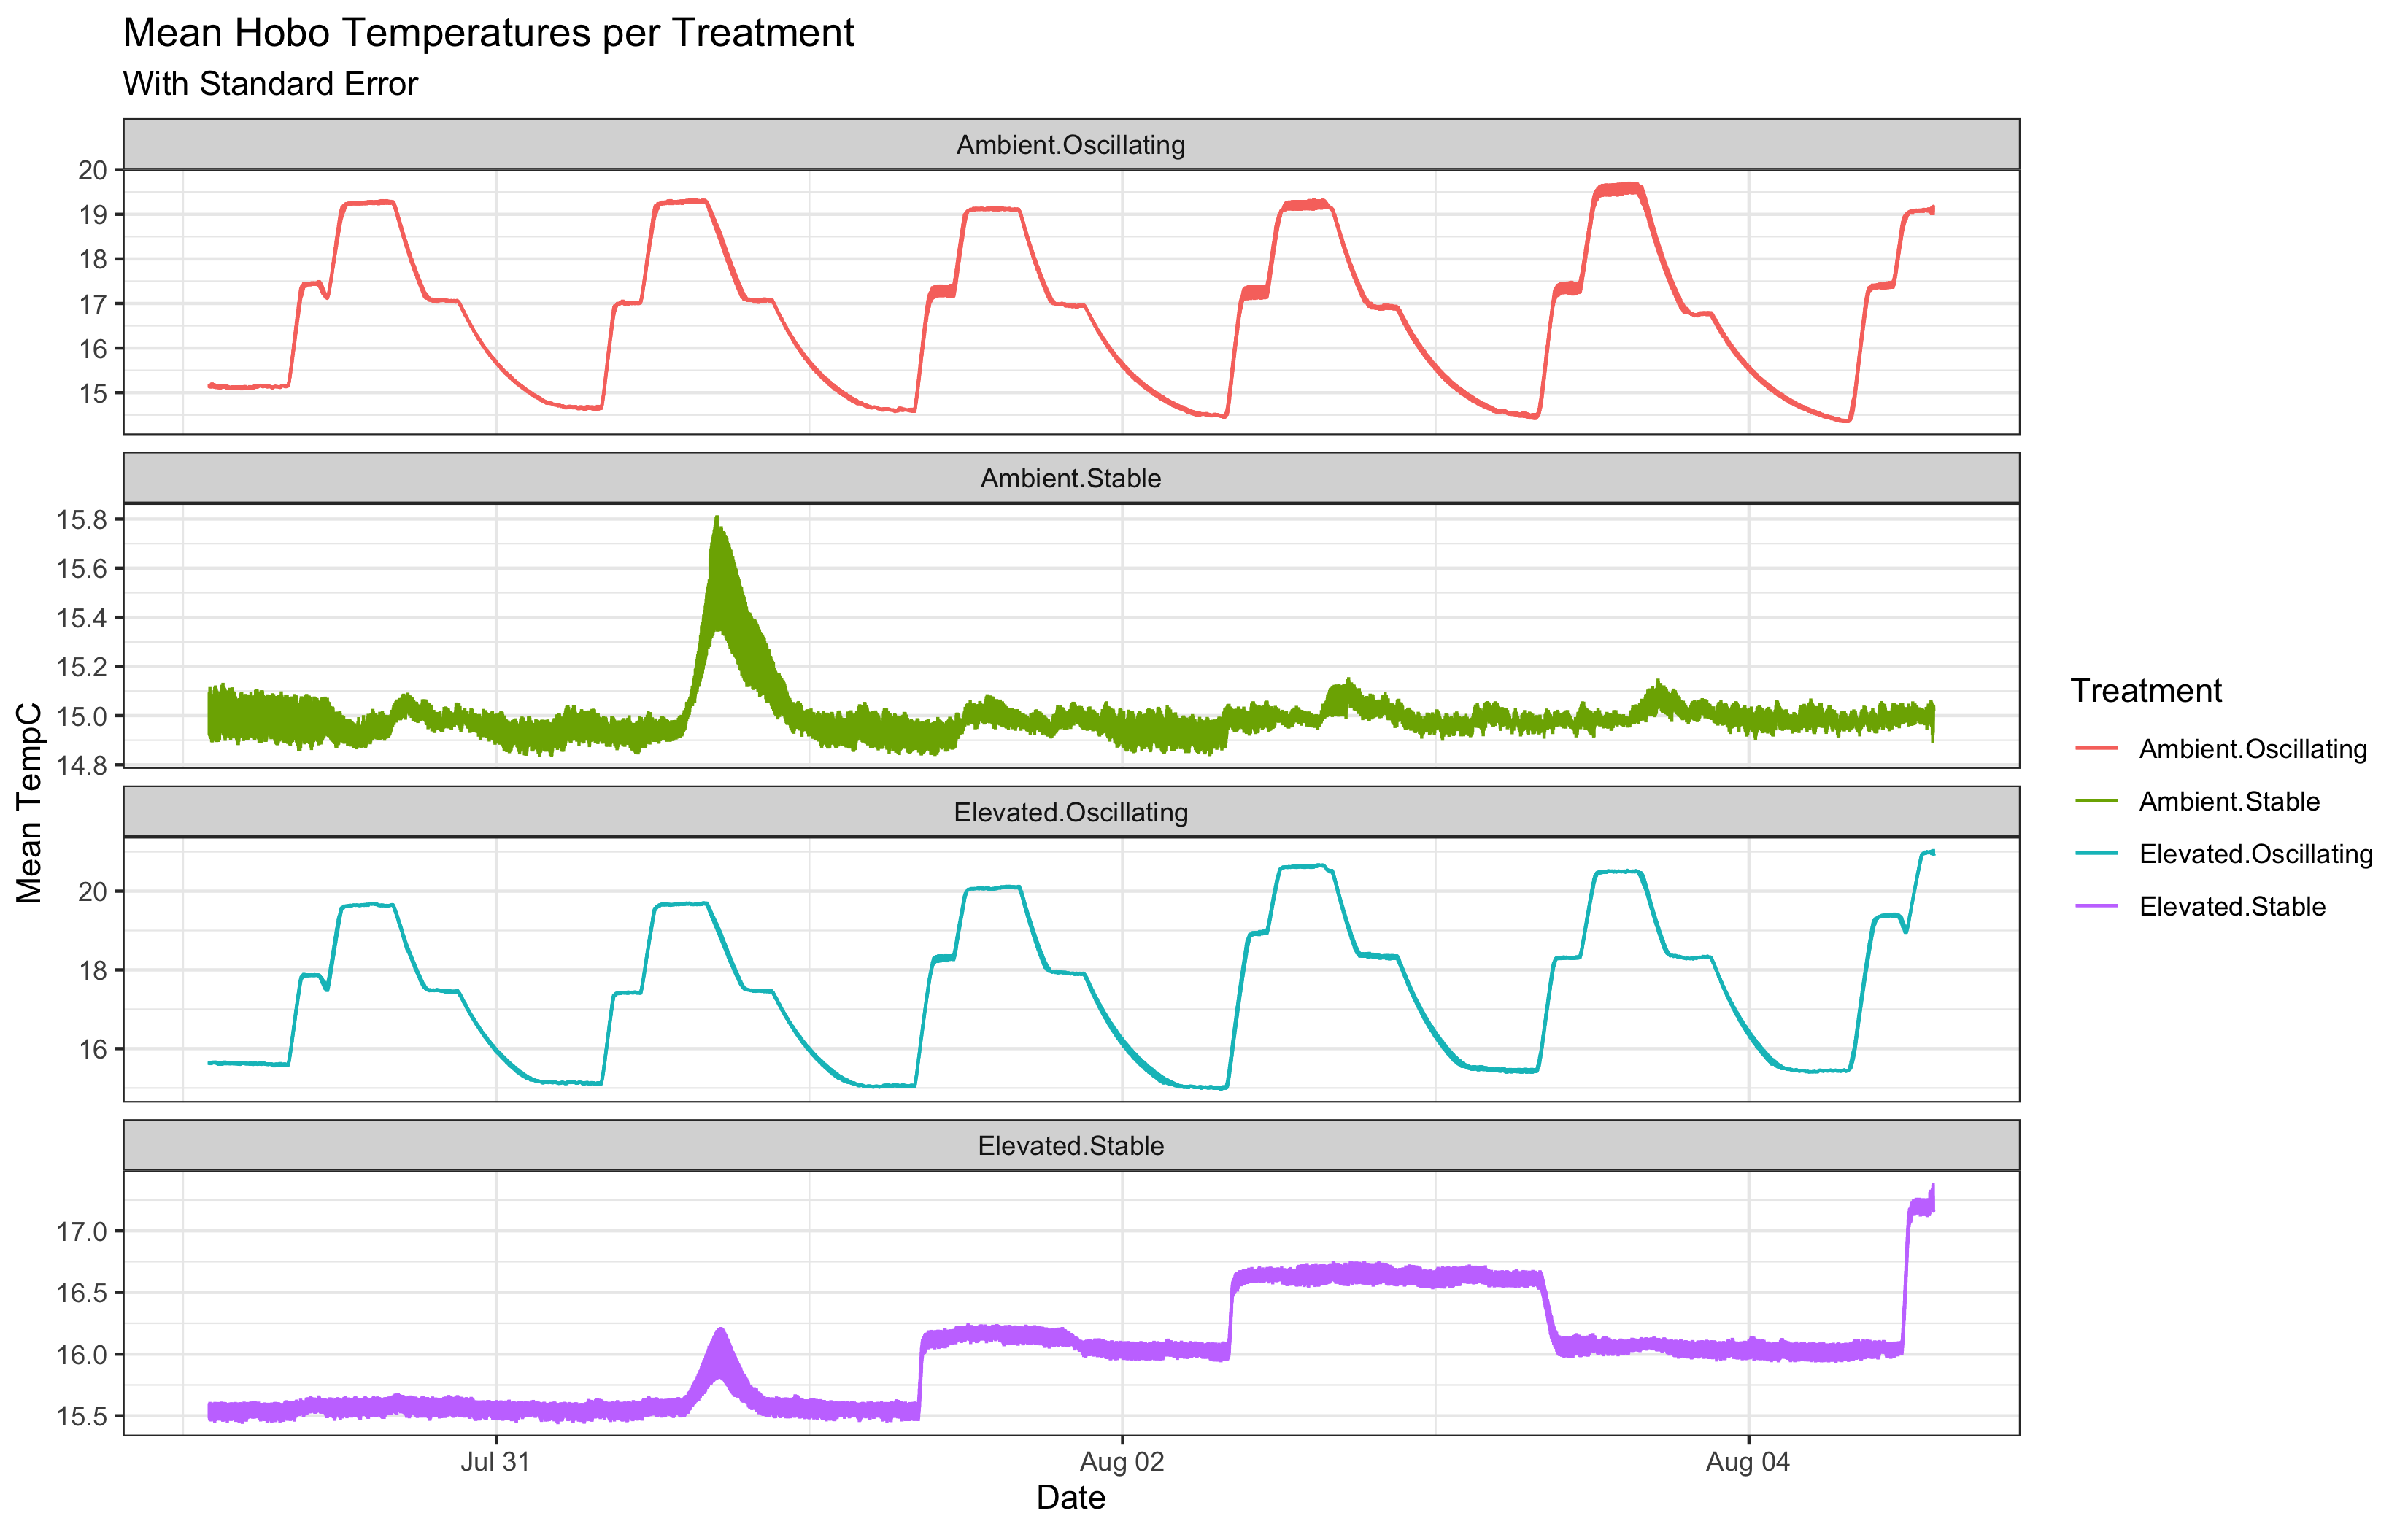 Mean Hobo Temperatures per Treatment
With Standard Error
Ambient.Oscillating
20
19
18
17
16
15
Ambient.Stable
15.8
15.6
15.4
15.2
15.0
14.8
Elevated.Oscillating
20
18
16
Elevated.Stable
17.0
16.5
16.0
15.5
Jul 31 Aug 02 Aug 04
Date
Mean TempC
Treatment
Ambient.Oscillating
Ambient.Stable
Elevated.Oscillating
Elevated.Stable